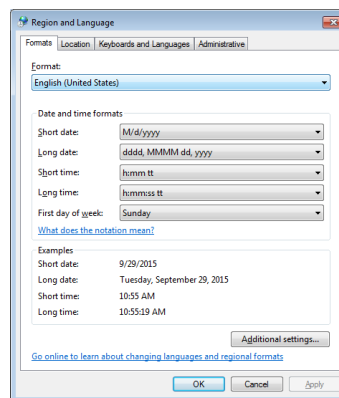 Region and Language
Formats Location Keyboards and Languages Administrative
Format:
English (United States)
Date and time formats
Short date: M/d/yyyy
Long date: dddd, MMMM dd, yyyy
Short time: h:mm tt
Long time: h:mm:ss tt
First day of week: Sunday
What does the notation mean?
Examples
Short date: 9/29/2015
Long date: Tuesday, September 29, 2015
Short time: 10:55 AM
Long time: 10:55:19 AM
Additional settings...
Go online to learn about changing languages and regional formats
OK Cancel Apply